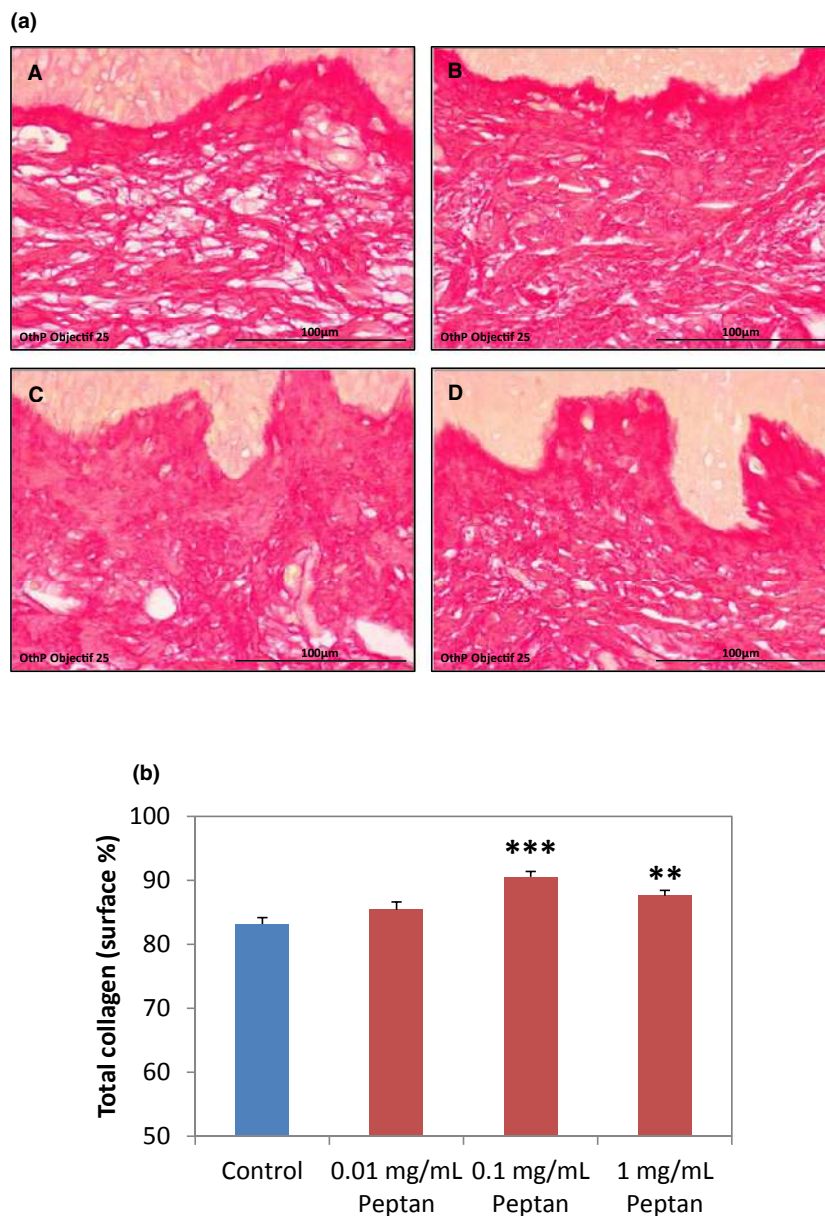 (a)
A
OthP Objectif 25
100µm
B
OthP Objectif 25
100µm
C
OthP Objectif 25
100µm
D
OthP Objectif 25
100µm
(b)
Total collagen (surface %)
100
90
80
70
60
50
***
**
Control
0.01 mg/mL
Peptan
0.1 mg/mL
Peptan
1 mg/mL
Peptan